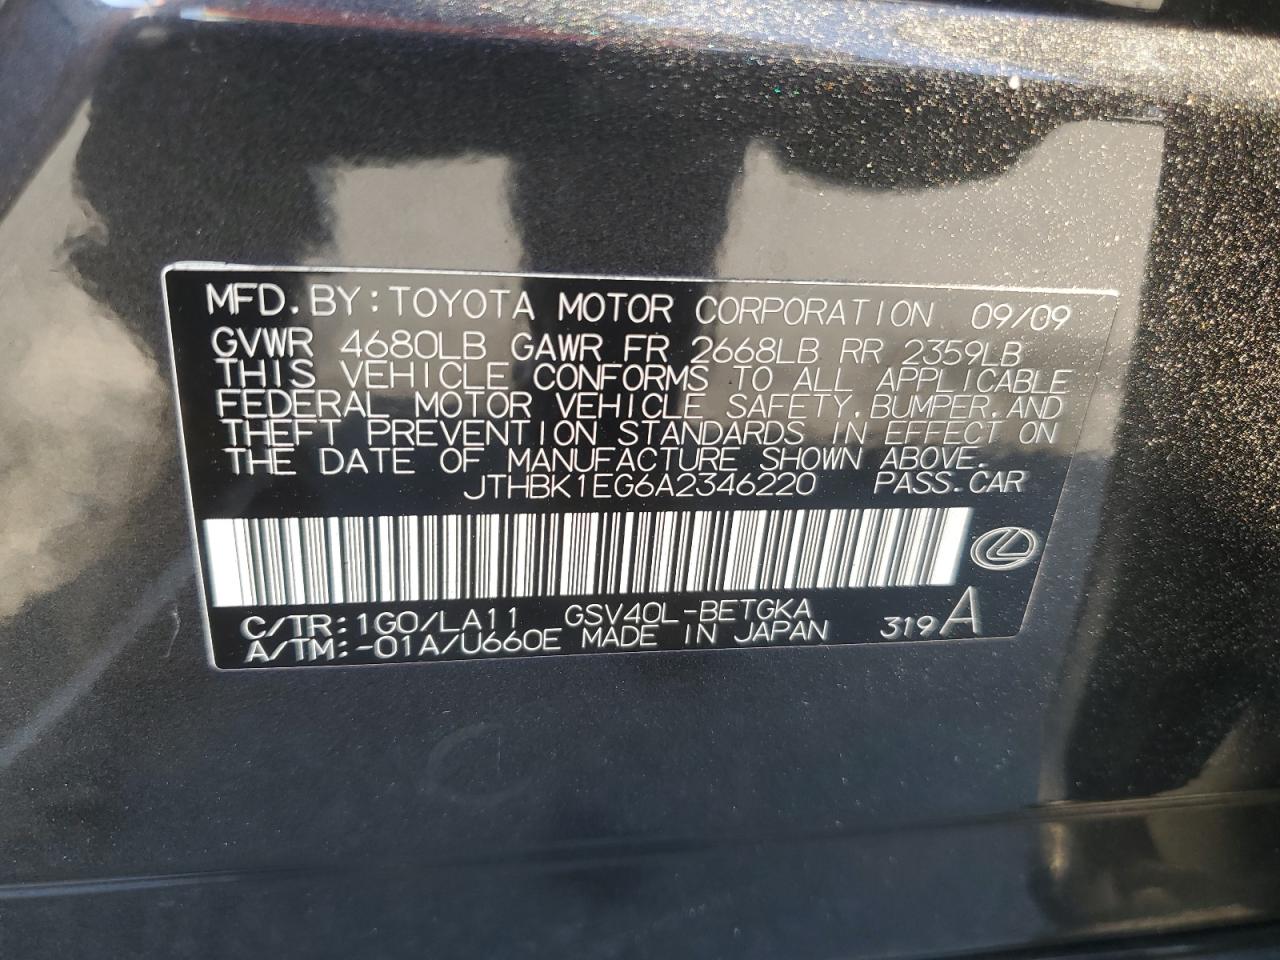 MFD. BY: TOYOTA MOTOR CORPORATION 09/09
GVWR 4680LB GAWR FR 2668LB RR 2359LB
THIS VEHICLE CONFORMS TO ALL APPLICABLE
FEDERAL MOTOR VEHICLE SAFETY, BUMPER, AND
THEFT PREVENTION STANDARDS IN EFFECT ON
THE DATE OF MANUFACTURE SHOWN ABOVE.
JTHBK1EG6A2346220 PASS. CAR
C/TR: 1G0/LA11 GSV40L-BETGKA
A/TM: -01A/U660E MADE IN JAPAN 319A